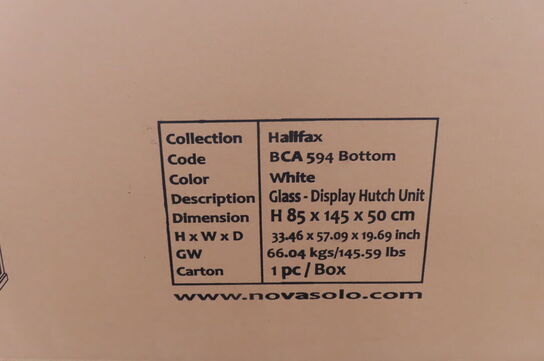 Collection Halifax
Code BCA 594 Bottom
Color White
Description Glass - Display Hutch Unit
Dimension H 85 x 145 x 50 cm
H x W x D 33.46 x 57.09 x 19.69 inch
GW 66.04 kgs/145.59 lbs
Carton 1 pc / Box
www.novasolo.com